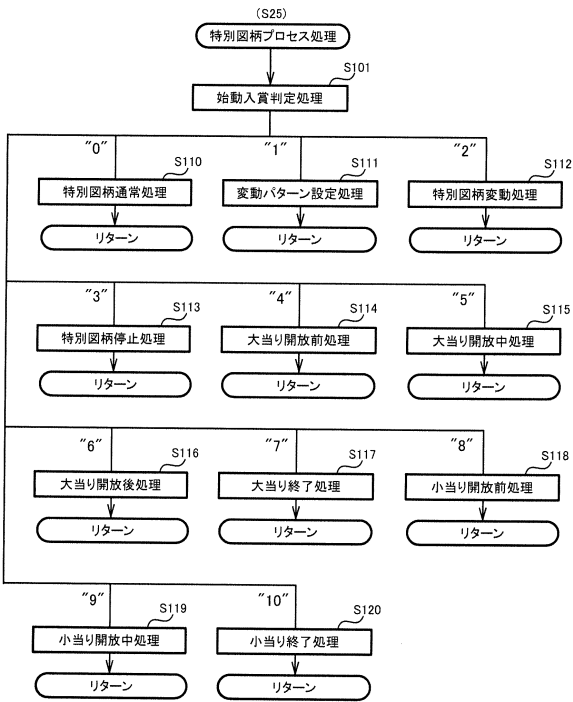 (S25)
特別図柄プロセス処理
S101
始動入賞判定処理
"0"
"1"
"2"
S110
S111
S112
特別図柄通常処理
変動パターン設定処理
特別図柄変動処理
リターン
リターン
リターン
"3"
"4"
"5"
S113
S114
S115
特別図柄停止処理
大当り開放前処理
大当り開放中処理
リターン
リターン
リターン
"6"
"7"
"8"
S116
S117
S118
大当り開放後処理
大当り終了処理
小当り開放前処理
リターン
リターン
リターン
"9"
"10"
S119
S120
小当り開放中処理
小当り終了処理
リターン
リターン